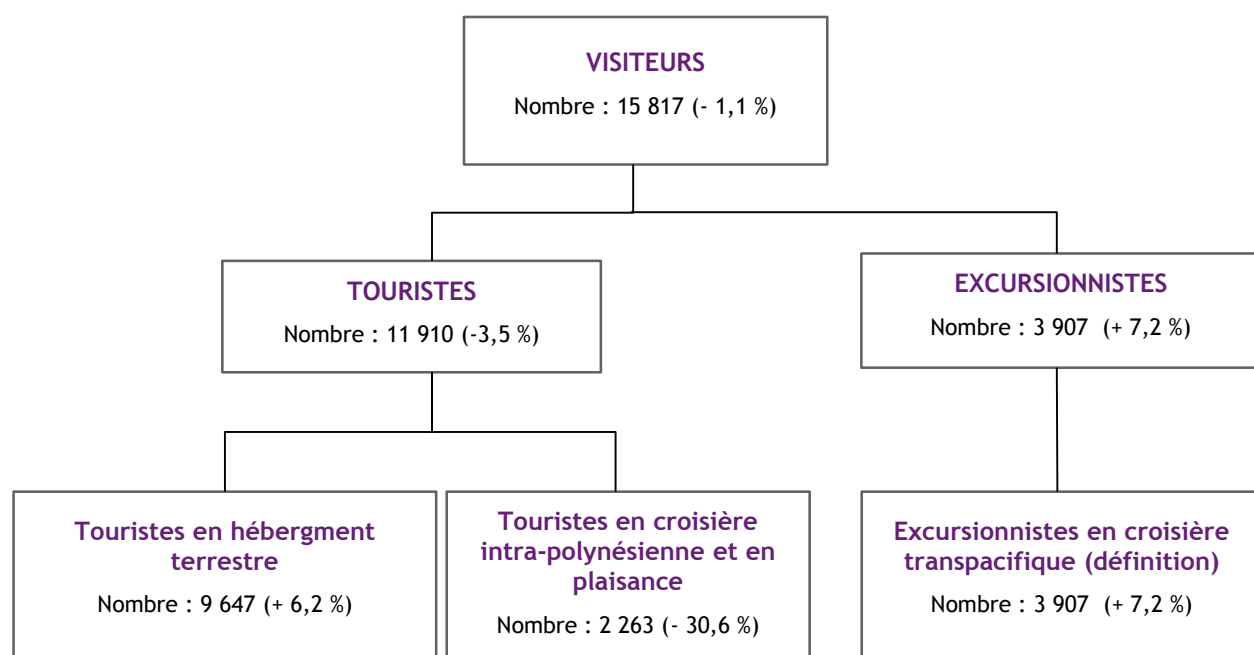 VISITEURS
Nombre : 15 817 (- 1,1 %)
TOURISTES
Nombre : 11 910 (-3,5 %)
EXCURSIONNISTES
Nombre : 3 907 (+ 7,2 %)
Touristes en hébergment
terrestre
Nombre : 9 647 (+ 6,2 %)
Touristes en croisière
intra-polynésienne et en
plaisance
Nombre : 2 263 (- 30,6 %)
Excursionnistes en croisière
transpacifique (définition)
Nombre : 3 907 (+ 7,2 %)